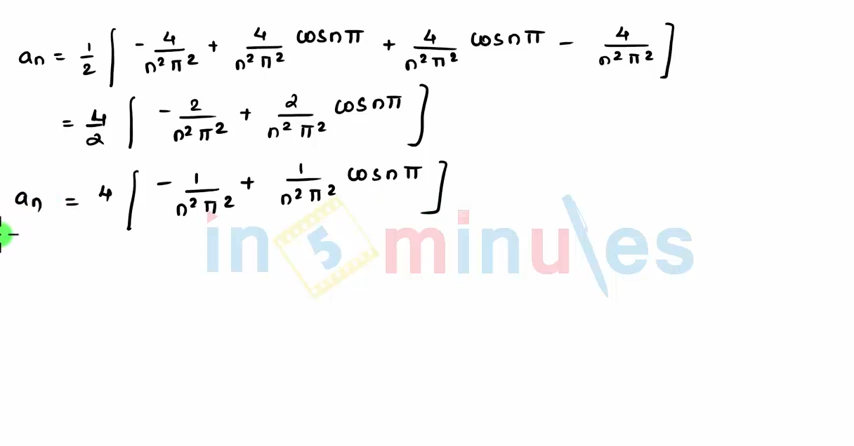 aₙ = 1/2 [ - 4/n²π² + 4/n²π² cosnπ + 4/n²π² cosnπ - 4/n²π² ]
= 4/2 [ - 2/n²π² + 2/n²π² cosnπ ]
aₙ = 4 [ - 1/n²π² + 1/n²π² cosnπ ]
in 5 minutes